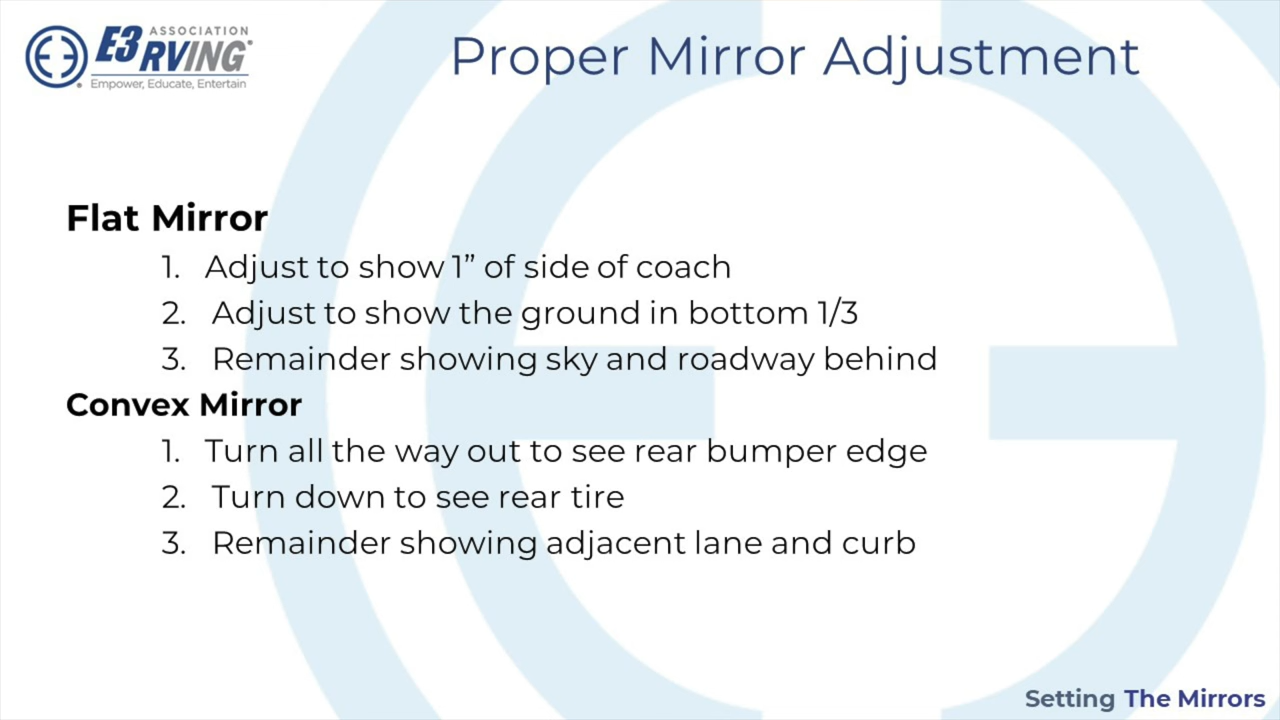 E3 ASSOCIATION
RVING
Empower, Educate, Entertain
Proper Mirror Adjustment
Flat Mirror
1. Adjust to show 1” of side of coach
2. Adjust to show the ground in bottom 1/3
3. Remainder showing sky and roadway behind
Convex Mirror
1. Turn all the way out to see rear bumper edge
2. Turn down to see rear tire
3. Remainder showing adjacent lane and curb
Setting The Mirrors